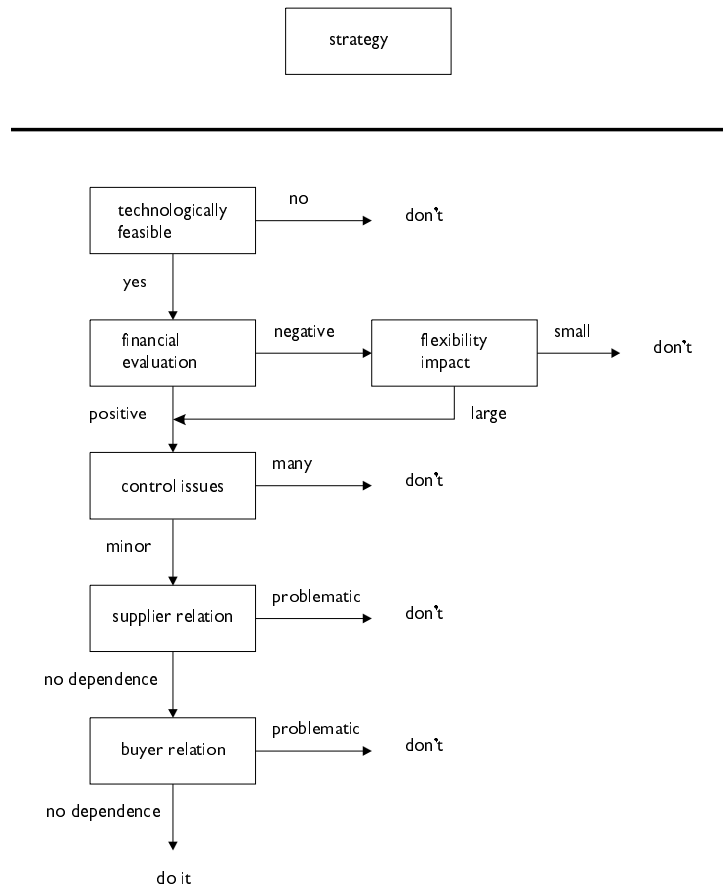 strategy
no
technologically
feasible
don't
yes
financial
evaluation
negative
flexibility
impact
small
don't
positive
large
control issues
many
don't
minor
supplier relation
problematic
don't
no dependence
buyer relation
problematic
don't
no dependence
do it